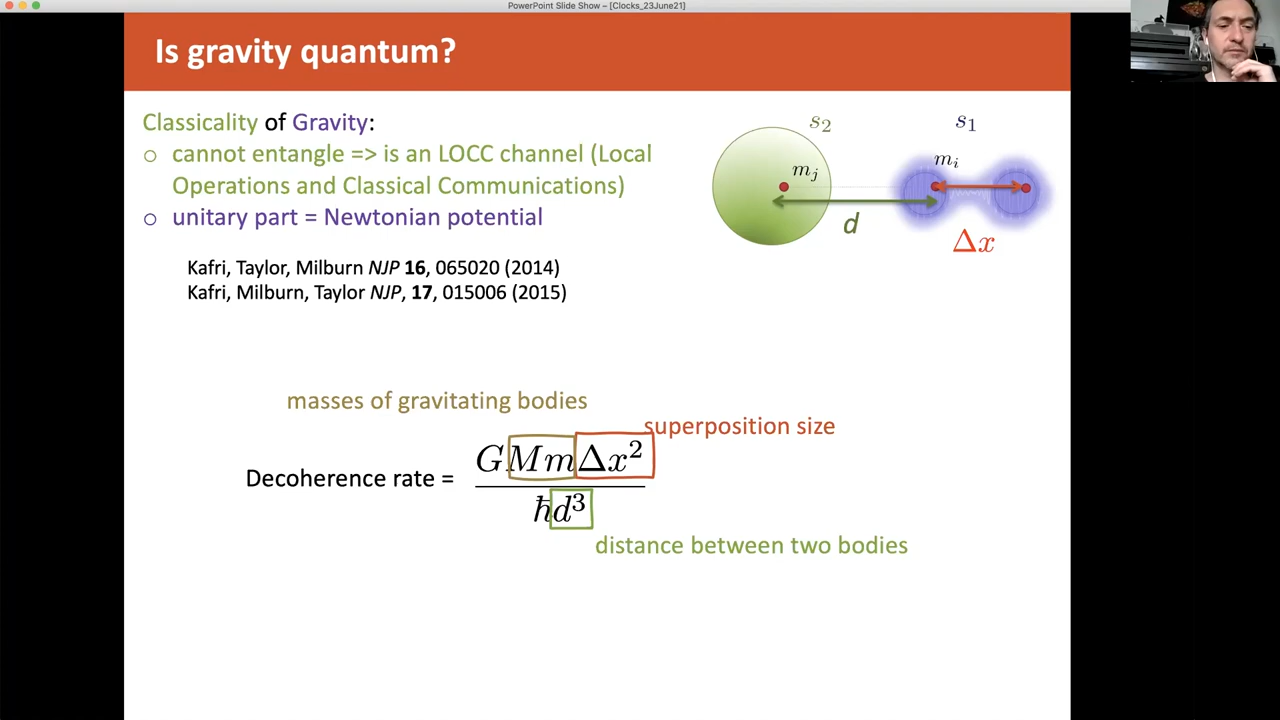 PowerPoint Slide Show – [Clocks_23June21]
Is gravity quantum?
Classicality of Gravity:
○ cannot entangle => is an LOCC channel (Local
Operations and Classical Communications)
○ unitary part = Newtonian potential
Kafri, Taylor, Milburn NJP 16, 065020 (2014)
Kafri, Milburn, Taylor NJP, 17, 015006 (2015)
s₂
s₁
mⱼ
mᵢ
d
Δx
masses of gravitating bodies
superposition size
Decoherence rate =
GMmΔx²
ħd³
distance between two bodies